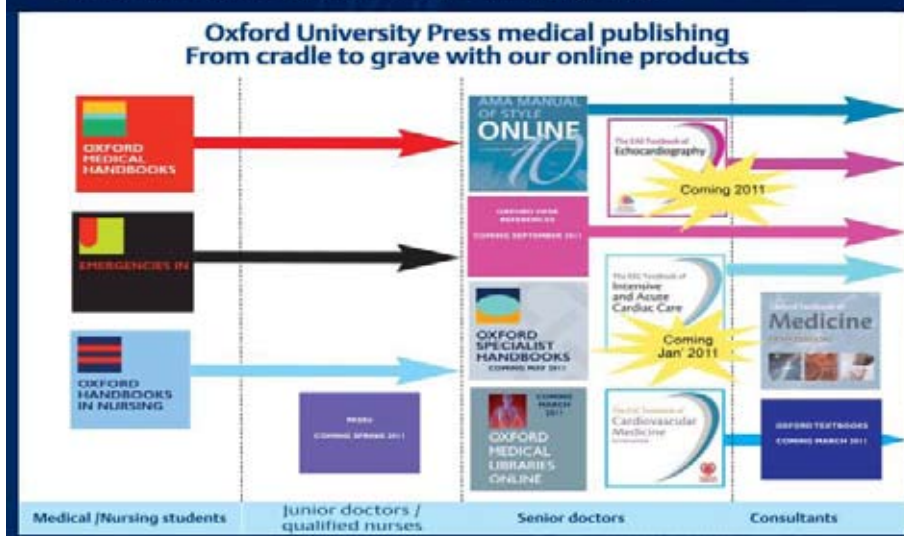 Oxford University Press medical publishing
From cradle to grave with our online products
OXFORD
MEDICAL
HANDBOOKS
EMERGENCIES IN
OXFORD
HANDBOOKS
IN NURSING
COMING SPRING 2011
AMA MANUAL
OF STYLE
ONLINE
10
OXFORD DESK
REFERENCES
COMING SEPTEMBER 2011
OXFORD
SPECIALIST
HANDBOOKS
COMING MAY 2011
COMING
MARCH
2011
OXFORD
MEDICAL
LIBRARIES
ONLINE
The EAE Textbook of
Echocardiography
Coming 2011
The ESC Textbook of
Intensive
and Acute
Cardiac Care
Coming
Jan' 2011
The ESC Textbook of
Cardiovascular
Medicine
Oxford Textbook of
Medicine
OXFORD TEXTBOOKS
COMING MARCH 2011
Medical /Nursing students
Junior doctors /
qualified nurses
Senior doctors
Consultants